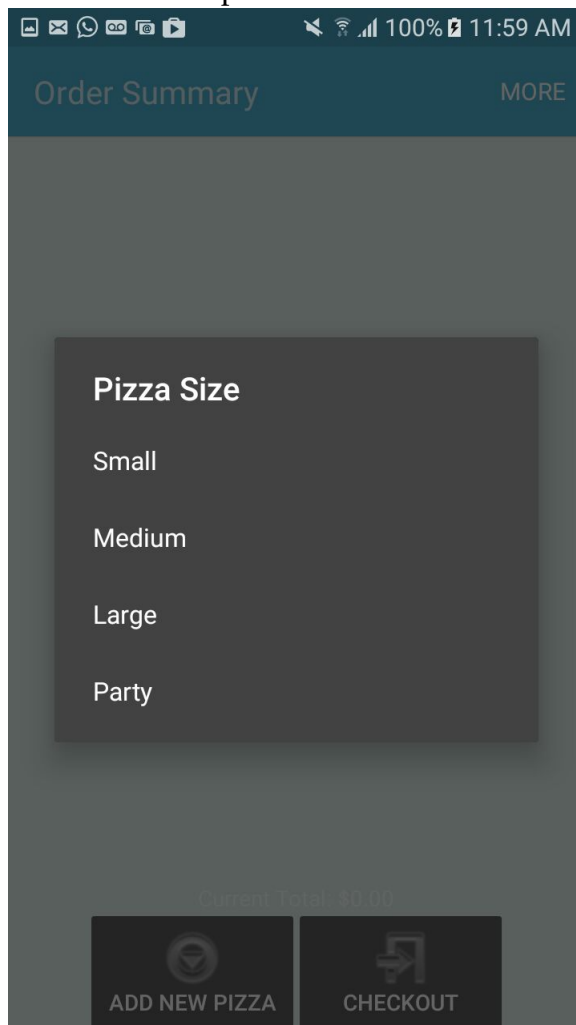 100% 11:59 AM
Order Summary MORE
Pizza Size
Small
Medium
Large
Party
Current Total: $0.00
ADD NEW PIZZA CHECKOUT